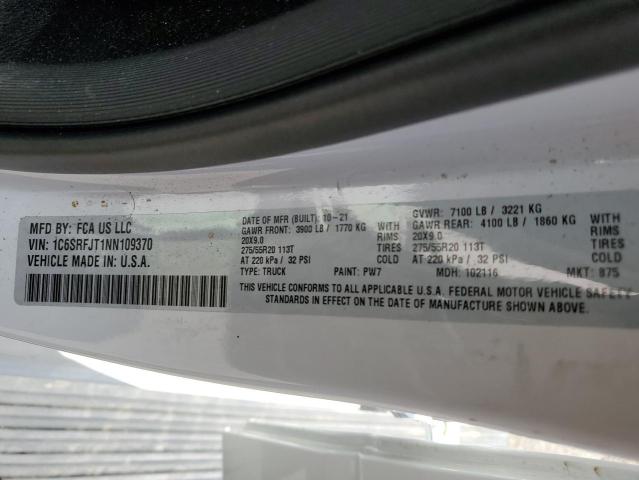 MFD BY: FCA US LLC
VIN: 1C6SRFJT1NN109370
VEHICLE MADE IN: U.S.A.
DATE OF MFR (BUILT): 10-21 GVWR: 7100 LB / 3221 KG
GAWR FRONT: 3900 LB / 1770 KG WITH GAWR REAR: 4100 LB / 1860 KG WITH
20X9.0 RIMS 20X9.0 RIMS
275/55R20 113T TIRES 275/55R20 113T TIRES
AT 220 kPa / 32 PSI COLD AT 220 kPa / 32 PSI COLD
TYPE: TRUCK PAINT: PW7 MDH: 102116 MKT: B75
THIS VEHICLE CONFORMS TO ALL APPLICABLE U.S.A. FEDERAL MOTOR VEHICLE SAFETY
STANDARDS IN EFFECT ON THE DATE OF MANUFACTURE SHOWN ABOVE.